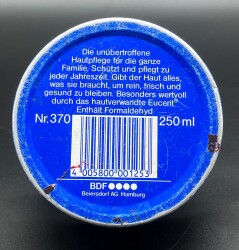 Die unübertroffene
Hautpflege für die ganze
Familie. Schützt und pflegt zu
jeder Jahreszeit. Gibt der Haut alles,
was sie braucht, um rein, frisch und
gesund zu bleiben. Besonders wertvoll
durch das hautverwandte Eucerit®
Enthält Formaldehyd
Nr. 370 250 ml
4 005800 001253
BDF ●●●●
Beiersdorf AG Hamburg